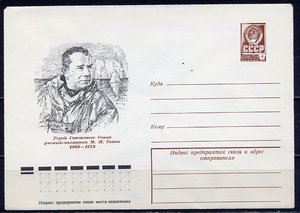 СССР
Куда
Кому
Герой Советского Союза
ученый-полярник М. М. Сомов
1908—1973
Индекс предприятия связи и адрес
отправителя
Индекс предприятия связи места назначения